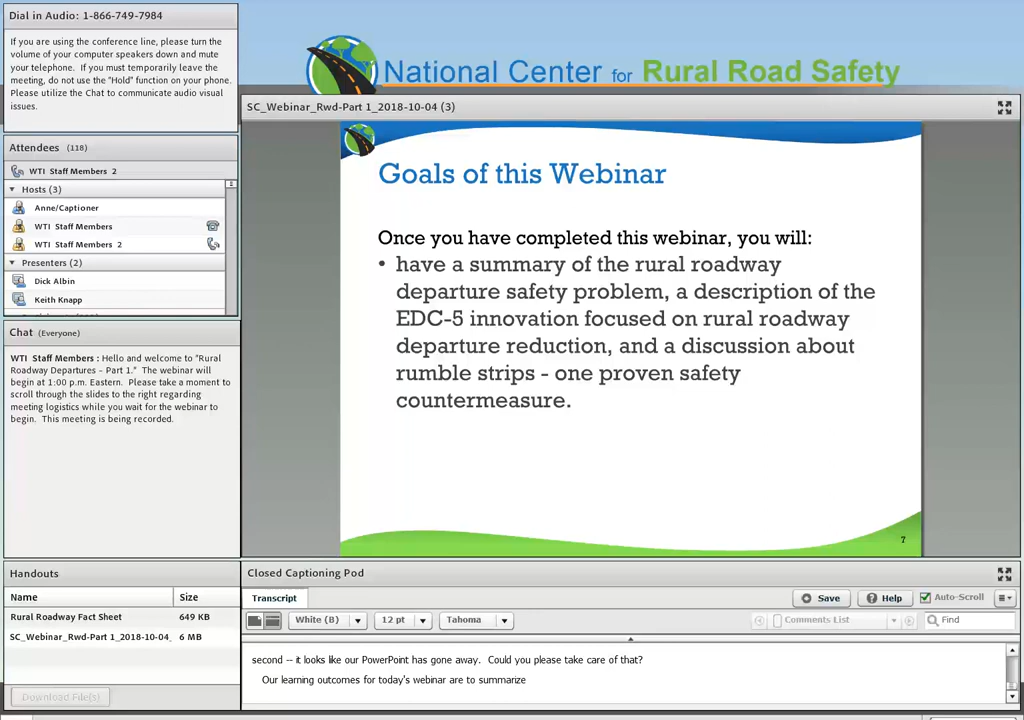 Dial in Audio: 1-866-749-7984
If you are using the conference line, please turn the
volume of your computer speakers down and mute
your telephone. If you must temporarily leave the
meeting, do not use the "Hold" function on your phone.
Please utilize the Chat to communicate audio visual
issues.
National Center for Rural Road Safety
SC_Webinar_Rwd-Part 1_2018-10-04 (3)
Attendees (118)
WTI Staff Members 2
Hosts (3)
Anne/Captioner
WTI Staff Members
WTI Staff Members 2
Presenters (2)
Dick Albin
Keith Knapp
Goals of this Webinar
Once you have completed this webinar, you will:
• have a summary of the rural roadway
departure safety problem, a description of the
EDC-5 innovation focused on rural roadway
departure reduction, and a discussion about
rumble strips - one proven safety
countermeasure.
7
Chat (Everyone)
WTI Staff Members : Hello and welcome to "Rural
Roadway Departures – Part 1." The webinar will
begin at 1:00 p.m. Eastern. Please take a moment to
scroll through the slides to the right regarding
meeting logistics while you wait for the webinar to
begin. This meeting is being recorded.
Handouts
Name Size
Rural Roadway Fact Sheet 649 KB
SC_Webinar_Rwd-Part 1_2018-10-04_ 6 MB
Download File(s)
Closed Captioning Pod
Transcript Save Help Auto-Scroll
White (B) 12 pt Tahoma Comments List Find
second -- it looks like our PowerPoint has gone away. Could you please take care of that?
Our learning outcomes for today's webinar are to summarize